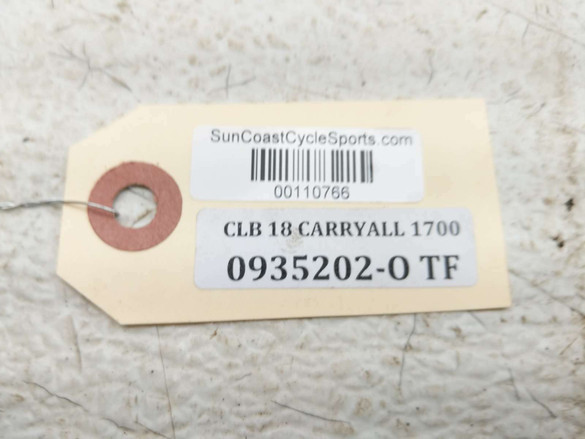 SunCoastCycleSports.com
00110766
CLB 18 CARRYALL 1700
0935202-O TF